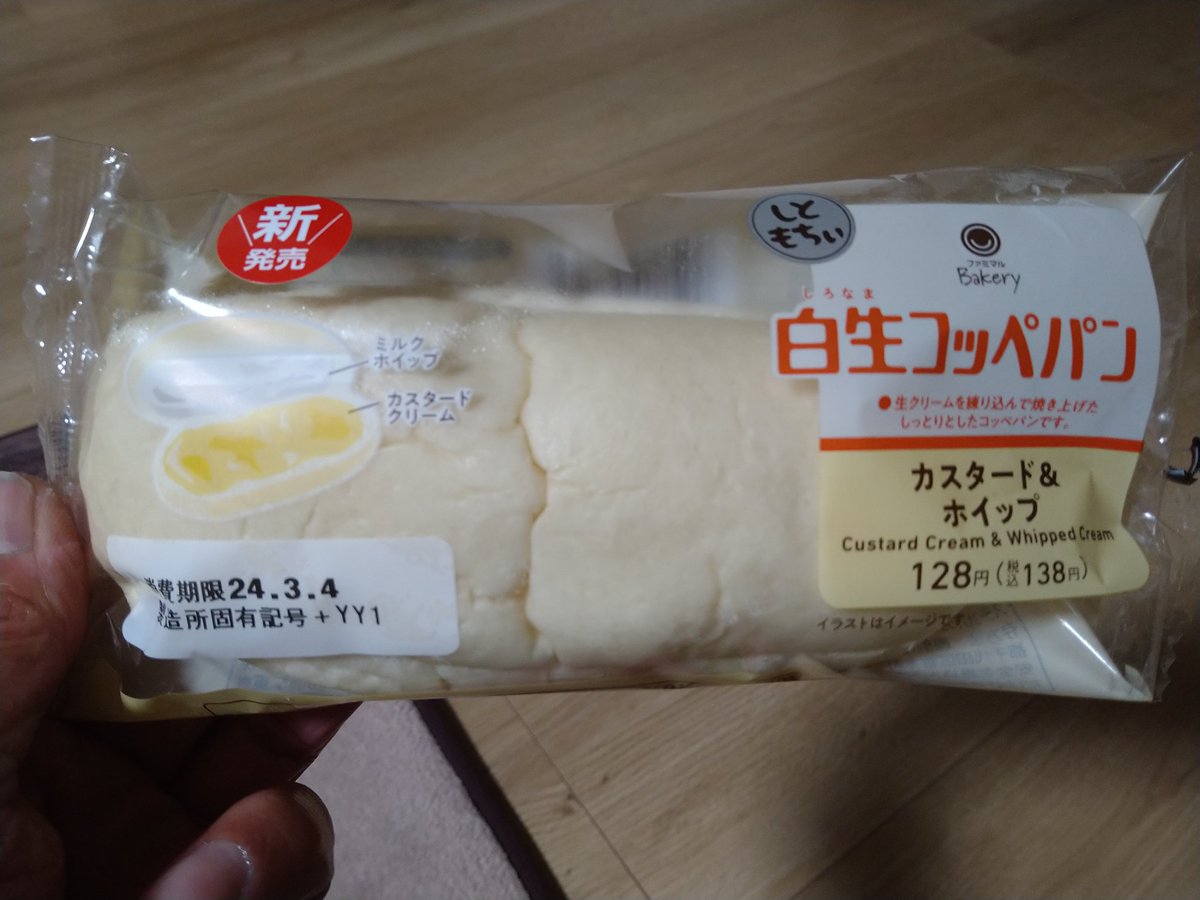 新
発売
しと
もちぃ
ファミマル
Bakery
しろなま
白生コッペパン
●生クリームを練り込んで焼き上げた
しっとりとしたコッペパンです。
カスタード&
ホイップ
Custard Cream & Whipped Cream
128円(税込138円)
イラストはイメージです
ミルク
ホイップ
カスタード
クリーム
費期限24.3.4
造所固有記号+YY1